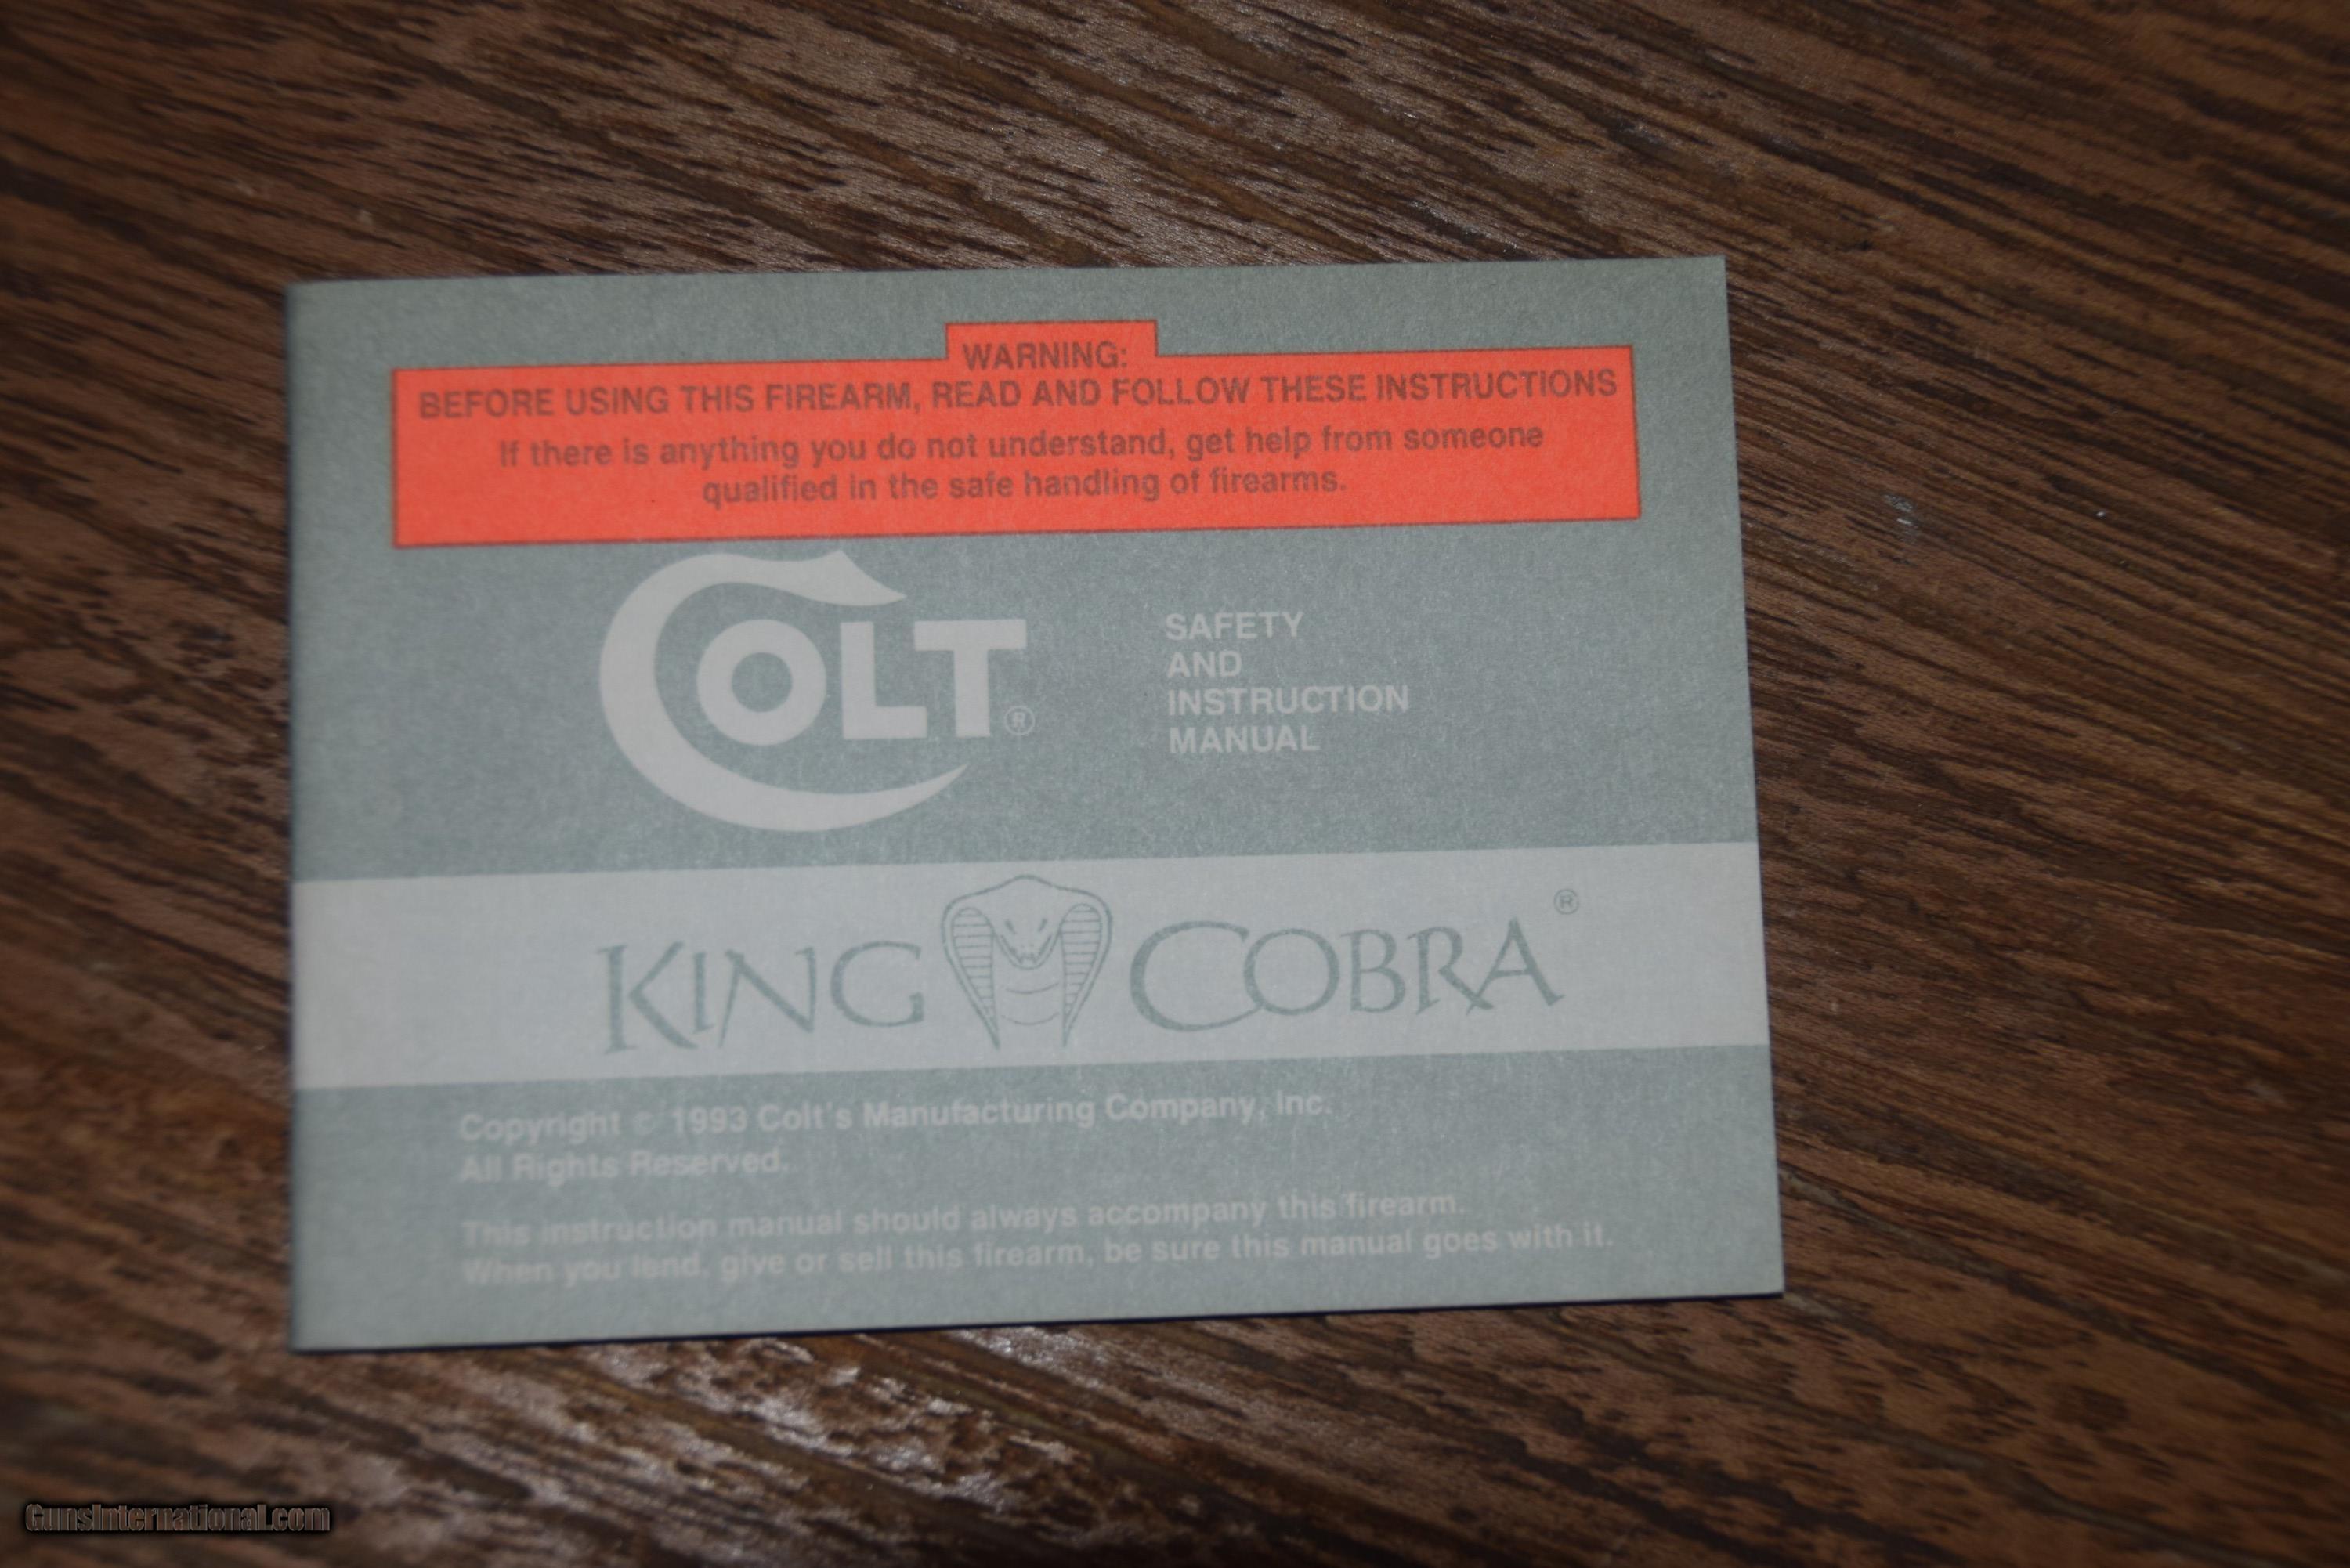 WARNING:
BEFORE USING THIS FIREARM, READ AND FOLLOW THESE INSTRUCTIONS
If there is anything you do not understand, get help from someone
qualified in the safe handling of firearms.
COLT®
SAFETY
AND
INSTRUCTION
MANUAL
KING COBRA®
Copyright © 1993 Colt's Manufacturing Company, Inc.
All Rights Reserved.
This instruction manual should always accompany this firearm.
When you lend, give or sell this firearm, be sure this manual goes with it.
GunsInternational.com